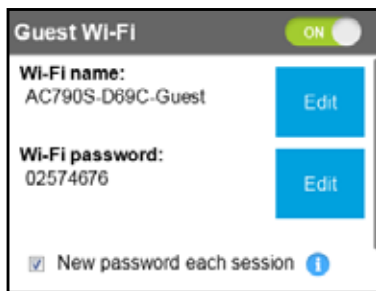 Guest Wi-Fi ON
Wi-Fi name:
AC790S-D69C-Guest
Edit
Wi-Fi password:
02574676
Edit
New password each session